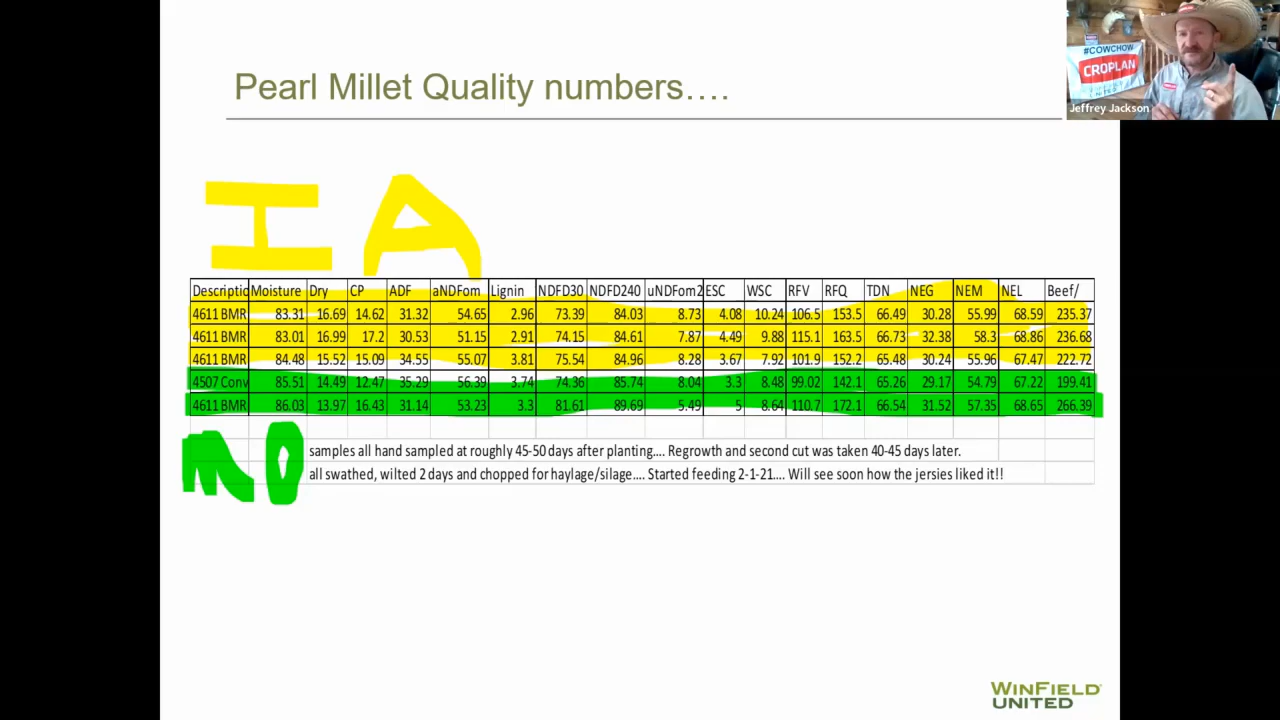 Pearl Millet Quality numbers….
#COWCHOW
CROPLAN
UNITED
Jeffrey Jackson
IA
Descriptio Moisture Dry CP ADF aNDFom Lignin NDFD30 NDFD240 uNDFom2 ESC WSC RFV RFQ TDN NEG NEM NEL Beef/
4611 BMR 83.31 16.69 14.62 31.32 54.65 2.96 73.39 84.03 8.73 4.08 10.24 106.5 153.5 66.49 30.28 55.99 68.59 235.37
4611 BMR 83.01 16.99 17.2 30.53 51.15 2.91 74.15 84.61 7.87 4.49 9.88 115.1 163.5 66.73 32.38 58.3 68.86 236.68
4611 BMR 84.48 15.52 15.09 34.55 55.07 3.81 75.54 84.96 8.28 3.67 7.92 101.9 152.2 65.48 30.24 55.96 67.47 222.72
4507 Conv 85.51 14.49 12.47 35.29 56.39 3.74 74.36 85.74 8.04 3.3 8.48 99.02 142.1 65.26 29.17 54.79 67.22 199.41
4611 BMR 86.03 13.97 16.43 31.14 53.23 3.3 81.61 89.69 5.49 5 8.64 110.7 172.1 66.54 31.52 57.35 68.65 266.39
MO
samples all hand sampled at roughly 45-50 days after planting…. Regrowth and second cut was taken 40-45 days later.
all swathed, wilted 2 days and chopped for haylage/silage…. Started feeding 2-1-21…. Will see soon how the jersies liked it!!
WINFIELD
UNITED